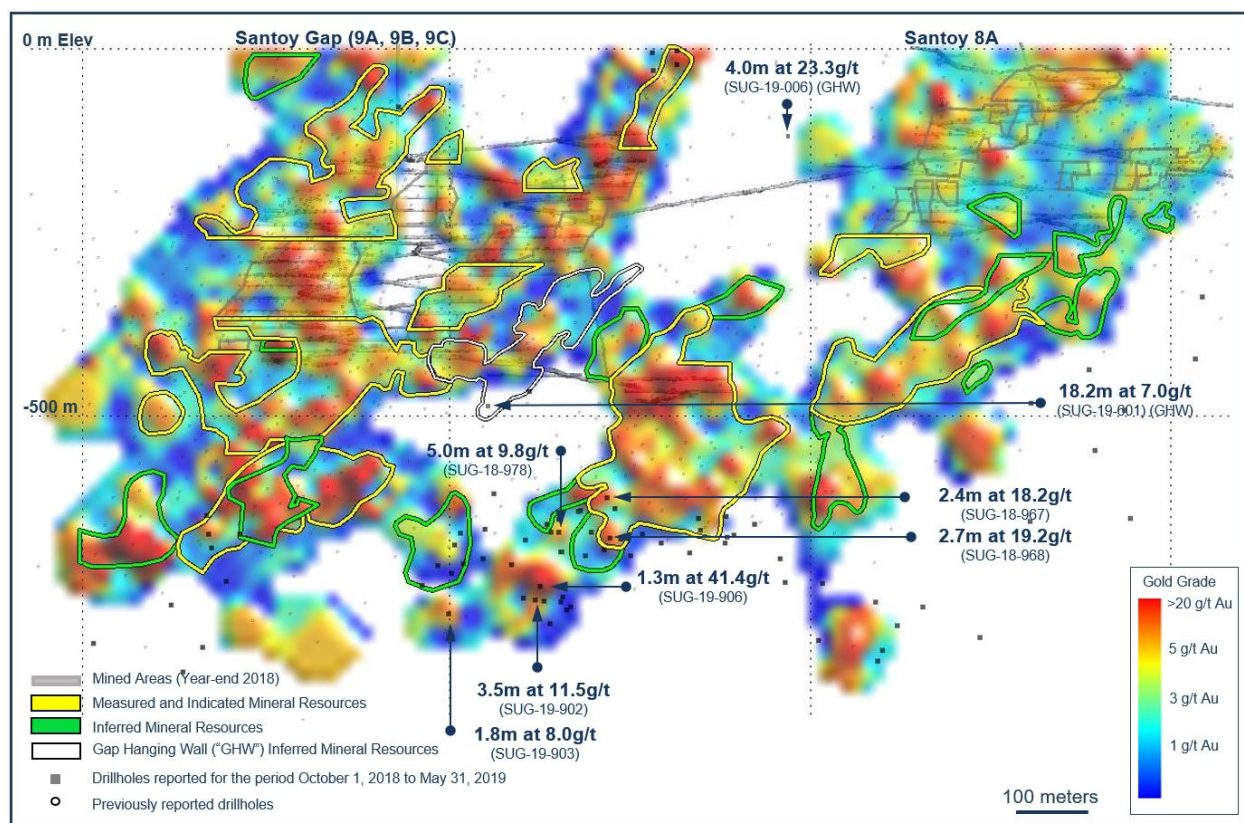 Santoy Gap (9A, 9B, 9C)
Santoy 8A
0 m Elev
4.0m at 23.3g/t
(SUG-19-006) (GHW)
-500 m
18.2m at 7.0g/t
(SUG-19-001) (GHW)
5.0m at 9.8g/t
(SUG-18-978)
2.4m at 18.2g/t
(SUG-18-967)
2.7m at 19.2g/t
(SUG-18-968)
1.3m at 41.4g/t
(SUG-19-906)
3.5m at 11.5g/t
(SUG-19-902)
1.8m at 8.0g/t
(SUG-19-903)
Mined Areas (Year-end 2018)
Measured and Indicated Mineral Resources
Inferred Mineral Resources
Gap Hanging Wall (“GHW”) Inferred Mineral Resources
Drillholes reported for the period October 1, 2018 to May 31, 2019
Previously reported drillholes
100 meters
Gold Grade
>20 g/t Au
5 g/t Au
3 g/t Au
1 g/t Au